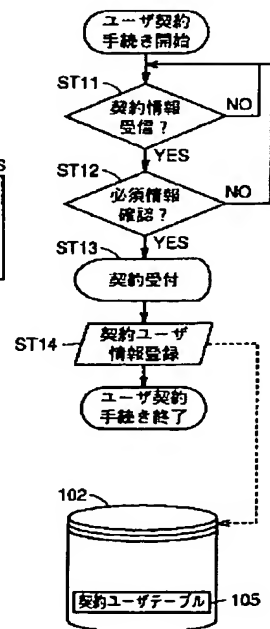 ユーザ契約
手続き開始
ST11
契約情報
受信?
NO
YES
ST12
必須情報
確認?
NO
S
ST13
YES
契約受付
ST14
契約ユーザ
情報登録
ユーザ契約
手続き終了
102
契約ユーザテーブル
105